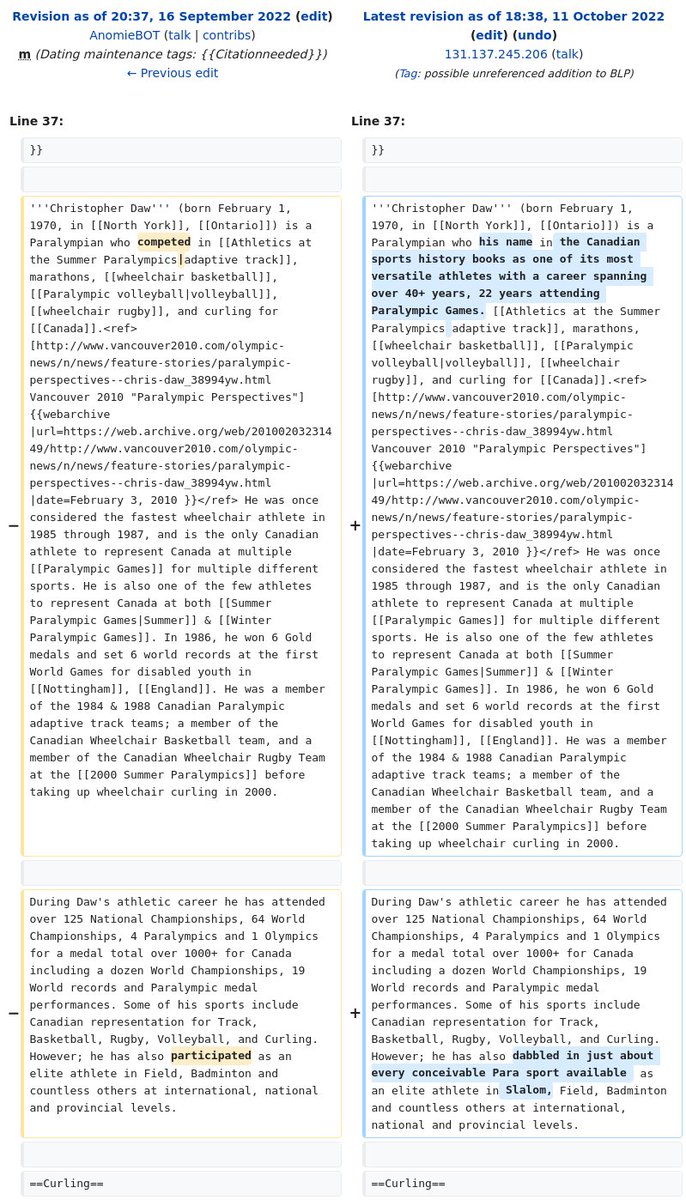 Revision as of 20:37, 16 September 2022 (edit)
AnomieBOT (talk | contribs)
m (Dating maintenance tags: {{Citationneeded}})
← Previous edit
Latest revision as of 18:38, 11 October 2022
(edit) (undo)
131.137.245.206 (talk)
(Tag: possible unreferenced addition to BLP)
Line 37:
Line 37:
}}
}}
−
'''Christopher Daw''' (born February 1,
1970, in [[North York]], [[Ontario]]) is a
Paralympian who competed in [[Athletics at
the Summer Paralympics|adaptive track]],
marathons, [[wheelchair basketball]],
[[Paralympic volleyball|volleyball]],
[[wheelchair rugby]], and curling for
[[Canada]].<ref>
[http://www.vancouver2010.com/olympic-
news/n/news/feature-stories/paralympic-
perspectives--chris-daw_38994yw.html
Vancouver 2010 "Paralympic Perspectives"]
{{webarchive
|url=https://web.archive.org/web/201002032314
49/http://www.vancouver2010.com/olympic-
news/n/news/feature-stories/paralympic-
perspectives--chris-daw_38994yw.html
|date=February 3, 2010 }}</ref> He was once
considered the fastest wheelchair athlete in
1985 through 1987, and is the only Canadian
athlete to represent Canada at multiple
[[Paralympic Games]] for multiple different
sports. He is also one of the few athletes
to represent Canada at both [[Summer
Paralympic Games|Summer]] & [[Winter
Paralympic Games]]. In 1986, he won 6 Gold
medals and set 6 world records at the first
World Games for disabled youth in
[[Nottingham]], [[England]]. He was a member
of the 1984 & 1988 Canadian Paralympic
adaptive track teams; a member of the
Canadian Wheelchair Basketball team, and a
member of the Canadian Wheelchair Rugby Team
at the [[2000 Summer Paralympics]] before
taking up wheelchair curling in 2000.
+
'''Christopher Daw''' (born February 1,
1970, in [[North York]], [[Ontario]]) is a
Paralympian who his name in the Canadian
sports history books as one of its most
versatile athletes with a career spanning
over 40+ years, 22 years attending
Paralympic Games. [[Athletics at the Summer
Paralympics adaptive track]], marathons,
[[wheelchair basketball]], [[Paralympic
volleyball|volleyball]], [[wheelchair
rugby]], and curling for [[Canada]].<ref>
[http://www.vancouver2010.com/olympic-
news/n/news/feature-stories/paralympic-
perspectives--chris-daw_38994yw.html
Vancouver 2010 "Paralympic Perspectives"]
{{webarchive
|url=https://web.archive.org/web/201002032314
49/http://www.vancouver2010.com/olympic-
news/n/news/feature-stories/paralympic-
perspectives--chris-daw_38994yw.html
|date=February 3, 2010 }}</ref> He was once
considered the fastest wheelchair athlete in
1985 through 1987, and is the only Canadian
athlete to represent Canada at multiple
[[Paralympic Games]] for multiple different
sports. He is also one of the few athletes
to represent Canada at both [[Summer
Paralympic Games|Summer]] & [[Winter
Paralympic Games]]. In 1986, he won 6 Gold
medals and set 6 world records at the first
World Games for disabled youth in
[[Nottingham]], [[England]]. He was a member
of the 1984 & 1988 Canadian Paralympic
adaptive track teams; a member of the
Canadian Wheelchair Basketball team, and a
member of the Canadian Wheelchair Rugby Team
at the [[2000 Summer Paralympics]] before
taking up wheelchair curling in 2000.
−
During Daw's athletic career he has attended
over 125 National Championships, 64 World
Championships, 4 Paralympics and 1 Olympics
for a medal total over 1000+ for Canada
including a dozen World Championships, 19
World records and Paralympic medal
performances. Some of his sports include
Canadian representation for Track,
Basketball, Rugby, Volleyball, and Curling.
However; he has also participated as an
elite athlete in Field, Badminton and
countless others at international, national
and provincial levels.
+
During Daw's athletic career he has attended
over 125 National Championships, 64 World
Championships, 4 Paralympics and 1 Olympics
for a medal total over 1000+ for Canada
including a dozen World Championships, 19
World records and Paralympic medal
performances. Some of his sports include
Canadian representation for Track,
Basketball, Rugby, Volleyball, and Curling.
However; he has also dabbled in just about
every conceivable Para sport available as
an elite athlete in Slalom, Field, Badminton
and countless others at international,
national and provincial levels.
==Curling==
==Curling==